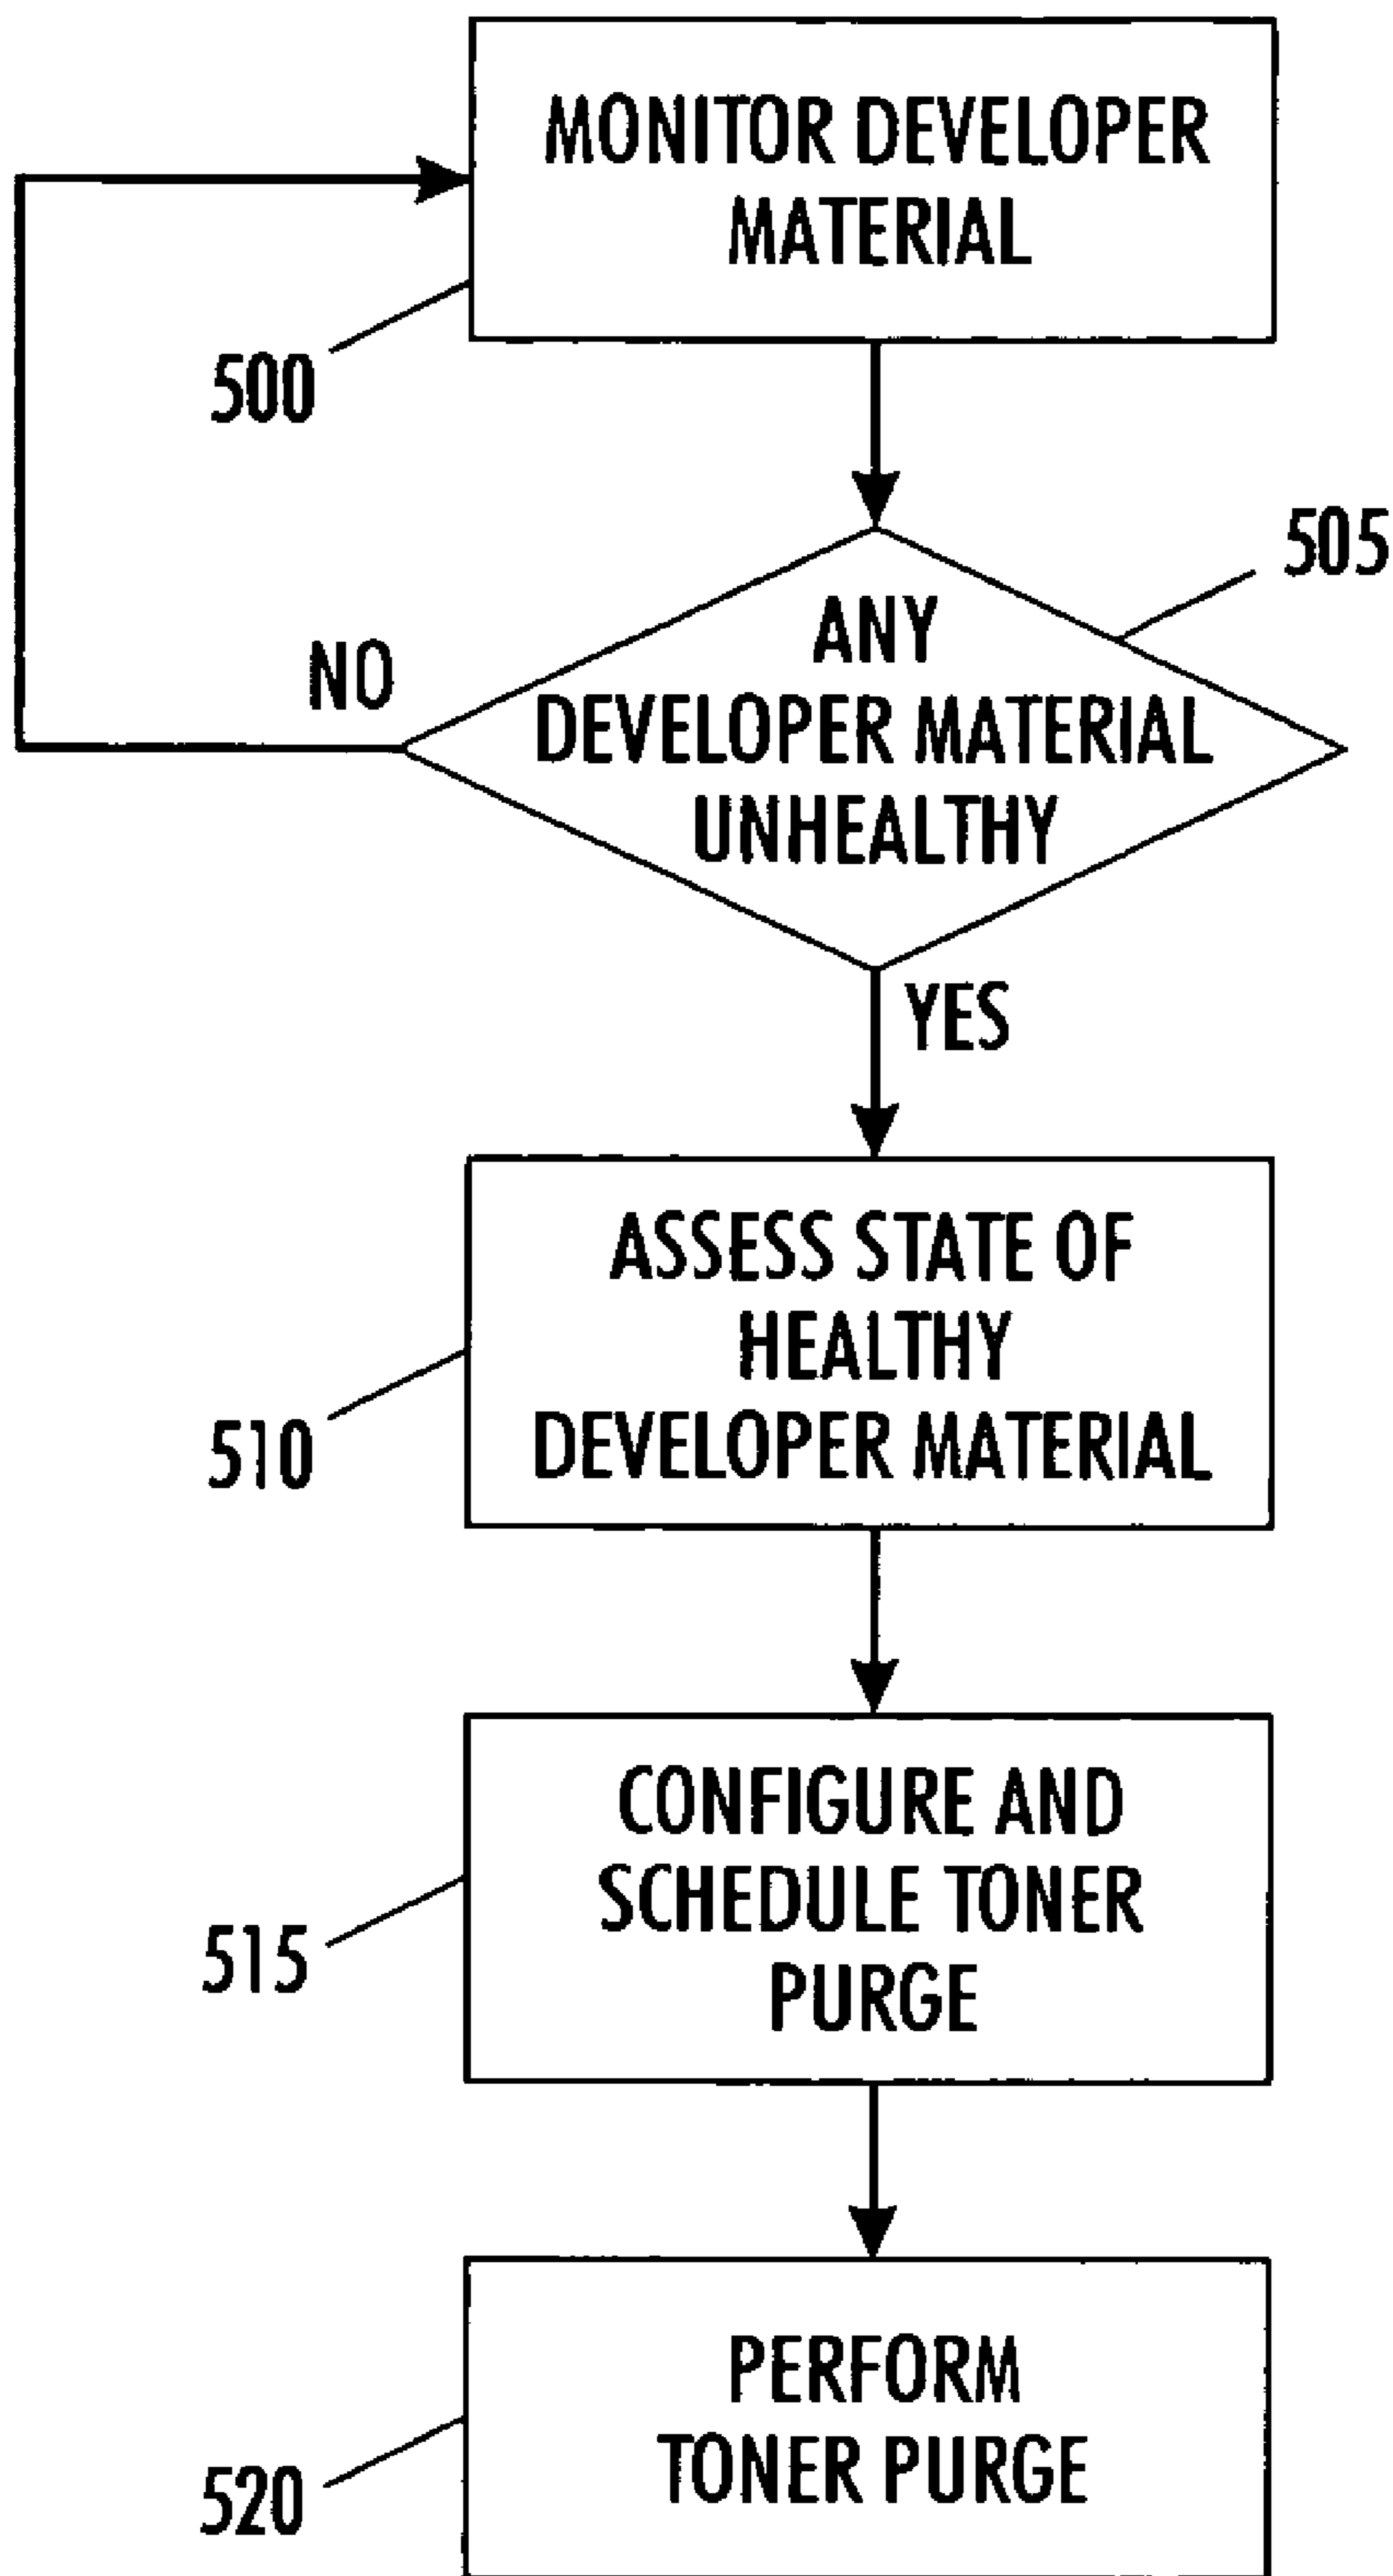 MONITOR DEVELOPER
MATERIAL
500
505
ANY
DEVELOPER MATERIAL
UNHEALTHY
NO
YES
ASSESS STATE OF
HEALTHY
DEVELOPER MATERIAL
510
CONFIGURE AND
SCHEDULE TONER
PURGE
515
PERFORM
TONER PURGE
520